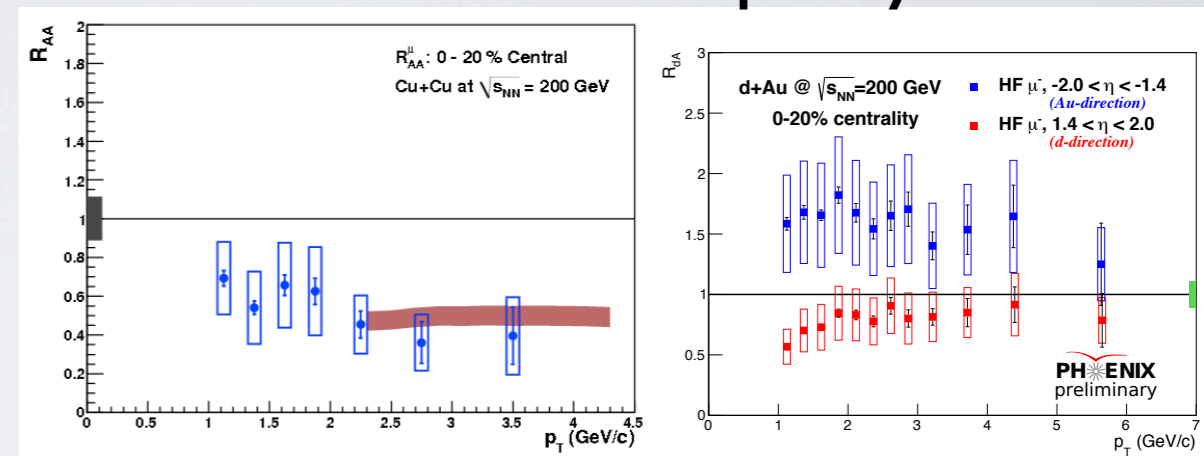 R_AA
2
1.8
1.6
1.4
1.2
1
0.8
0.6
0.4
0.2
0
R^μ_AA: 0 - 20 % Central
Cu+Cu at √s_NN = 200 GeV
0 0.5 1 1.5 2 2.5 3 3.5 4 4.5
p_T (GeV/c)
R_dA
3
2.5
2
1.5
1
0.5
0
d+Au @ √s_NN=200 GeV
0-20% centrality
HF μ⁻, -2.0 < η < -1.4
(Au-direction)
HF μ⁻, 1.4 < η < 2.0
(d-direction)
PH ENIX
preliminary
0 1 2 3 4 5 6 7
p_T (GeV/c)